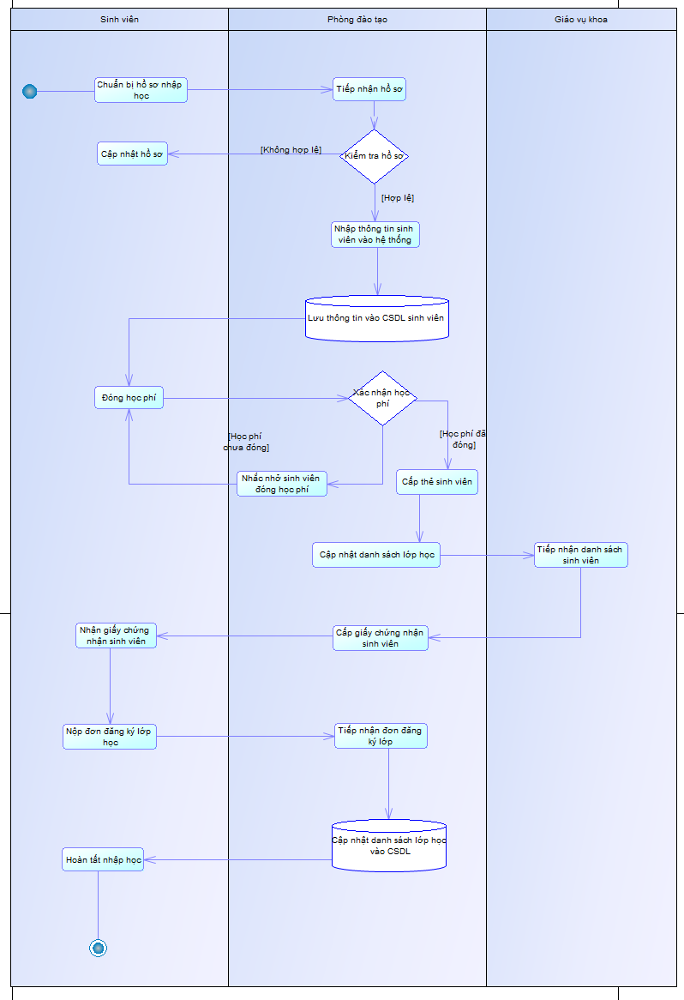 Sinh viên
Phòng đào tạo
Giáo vụ khoa
Chuẩn bị hồ sơ nhập
học
Tiếp nhận hồ sơ
Cập nhật hồ sơ
[Không hợp lệ]
Kiểm tra hồ sơ
[Hợp lệ]
Nhập thông tin sinh
viên vào hệ thống
Lưu thông tin vào CSDL sinh viên
Đóng học phí
Xác nhận học
phí
[Học phí
chưa đóng]
[Học phí đã
đóng]
Nhắc nhở sinh viên
đóng học phí
Cấp thẻ sinh viên
Cập nhật danh sách lớp học
Tiếp nhận danh sách
sinh viên
Nhận giấy chứng
nhận sinh viên
Cấp giấy chứng nhận
sinh viên
Nộp đơn đăng ký lớp
học
Tiếp nhận đơn đăng
ký lớp
Cập nhật danh sách lớp học
vào CSDL
Hoàn tất nhập học